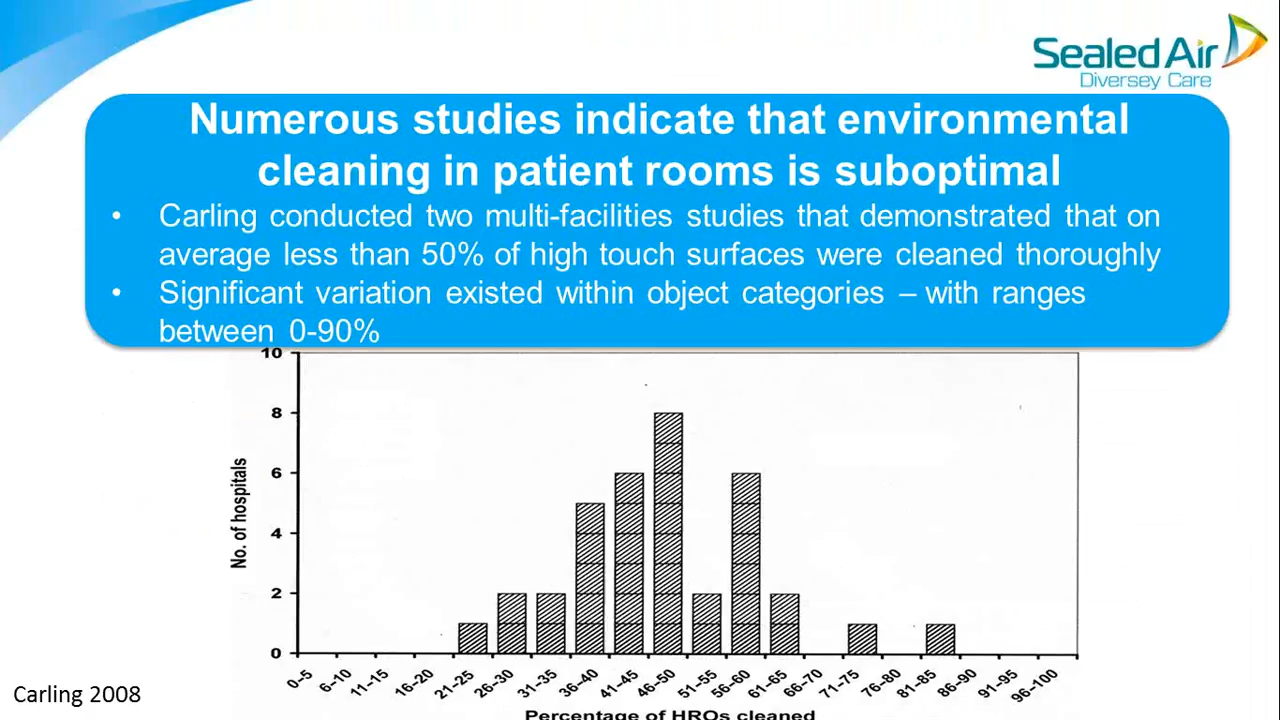 Sealed Air
Diversey Care
Numerous studies indicate that environmental
cleaning in patient rooms is suboptimal
• Carling conducted two multi-facilities studies that demonstrated that on
average less than 50% of high touch surfaces were cleaned thoroughly
• Significant variation existed within object categories – with ranges
between 0-90%
10
8
6
4
2
0
No. of hospitals
0–5 6–10 11–15 16–20 21–25 26–30 31–35 36–40 41–45 46–50 51–55 56–60 61–65 66–70 71–75 76–80 81–85 86–90 91–95 96–100
Percentage of HROs cleaned
Carling 2008